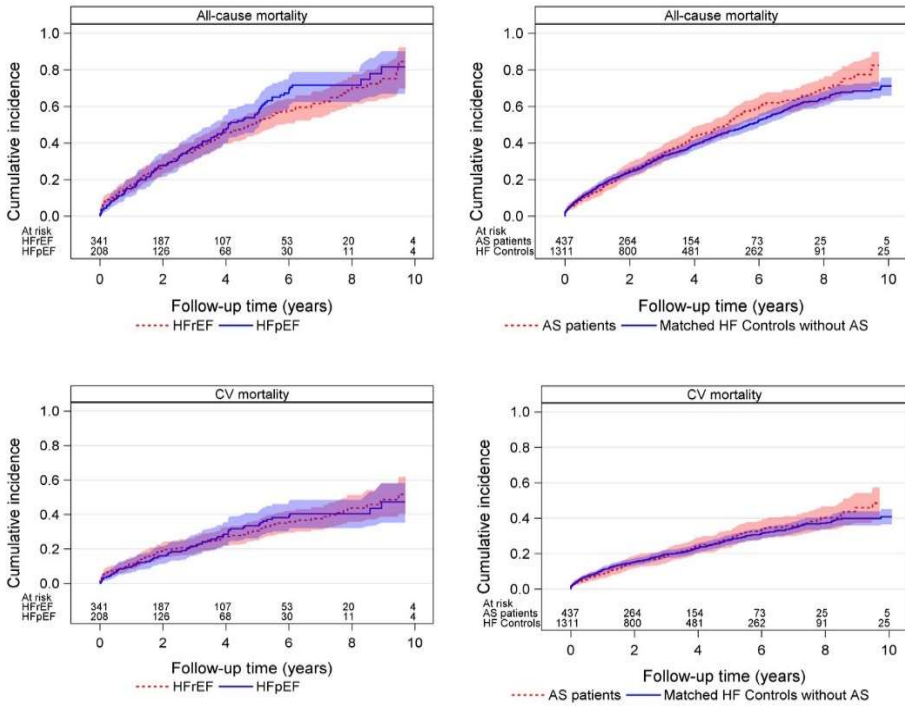 All-cause mortality
1.0
0.8
0.6
0.4
0.2
0.0
Cumulative incidence
At risk
HFrEF 341 187 107 53 20 4
HFpEF 208 126 68 30 11 4
0 2 4 6 8 10
Follow-up time (years)
HFrEF HFpEF
All-cause mortality
1.0
0.8
0.6
0.4
0.2
0.0
Cumulative incidence
At risk
AS patients 437 264 154 73 25 5
HF Controls 1311 800 481 262 91 25
0 2 4 6 8 10
Follow-up time (years)
AS patients Matched HF Controls without AS
CV mortality
1.0
0.8
0.6
0.4
0.2
0.0
Cumulative incidence
At risk
HFrEF 341 187 107 53 20 4
HFpEF 208 126 68 30 11 4
0 2 4 6 8 10
Follow-up time (years)
HFrEF HFpEF
CV mortality
1.0
0.8
0.6
0.4
0.2
0.0
Cumulative incidence
At risk
AS patients 437 264 154 73 25 5
HF Controls 1311 800 481 262 91 25
0 2 4 6 8 10
Follow-up time (years)
AS patients Matched HF Controls without AS